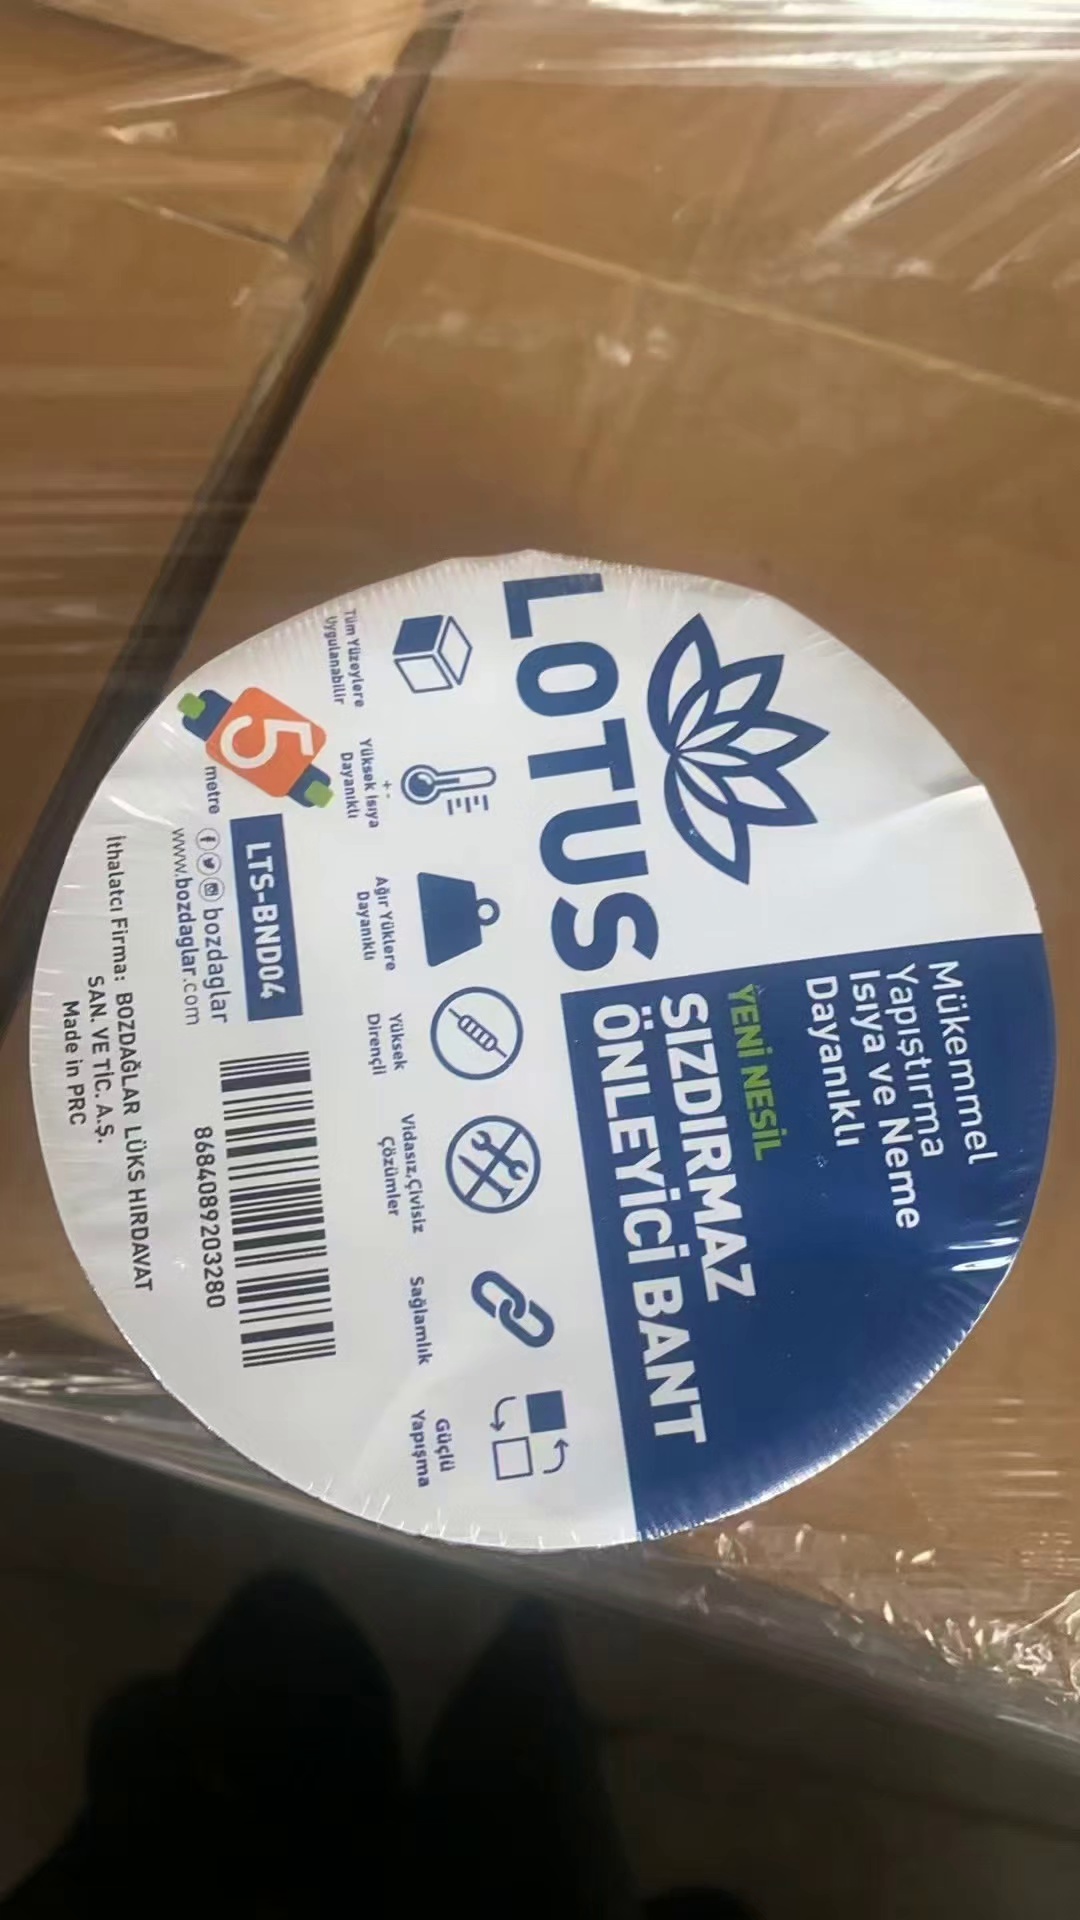 LOTUS
Mükemmel
Yapıştırma
Isıya ve Neme
Dayanıklı
YENİ NESİL
SIZDIRMAZ
ÖNLEYİCİ BANT
Tüm Yüzeylere
Uygulanabilir
+ -
Yüksek Isıya
Dayanıklı
Ağır Yüklere
Dayanıklı
Yüksek
Dirençli
Vidasız,Çivisiz
Çözümler
Sağlamlık
Güçlü
Yapışma
5
metre
LTS-BND04
bozdaglar
www.bozdaglar.com
8684089203280
İthalatcı Firma: BOZDAĞLAR LÜKS HIRDAVAT
SAN. VE TİC. A.Ş.
Made in PRC